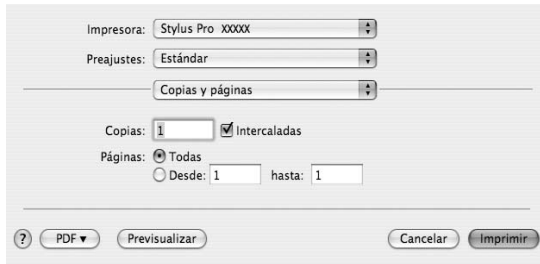 Impresora: Stylus Pro XXXXX
Preajustes: Estándar
Copias y páginas
Copias: 1 Intercaladas
Páginas: Todas
Desde: 1 hasta: 1
? PDF ▼ Previsualizar Cancelar Imprimir